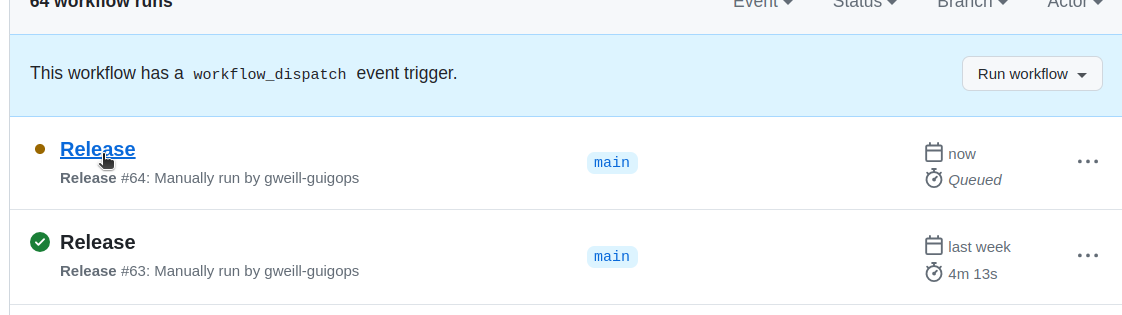 64 workflow runs Event Status Branch Actor
This workflow has a workflow_dispatch event trigger. Run workflow
Release main now
Release #64: Manually run by gweill-guigops Queued
Release main last week
Release #63: Manually run by gweill-guigops 4m 13s